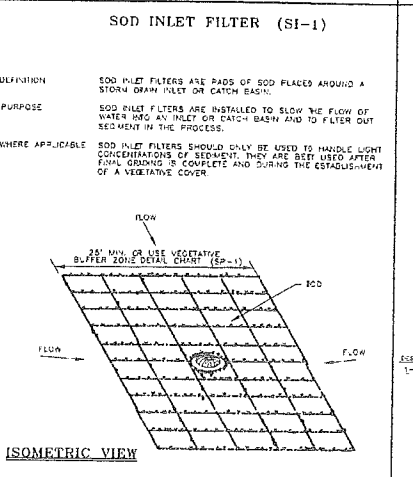 SOD INLET FILTER (SI-1)
DEFINITION SOD INLET FILTERS ARE PADS OF SOD PLACED AROUND A
STORM DRAIN INLET OR CATCH BASIN.
PURPOSE SOD INLET FILTERS ARE INSTALLED TO SLOW THE FLOW OF
WATER INTO AN INLET OR CATCH BASIN AND TO FILTER OUT
SEDIMENT IN THE PROCESS.
WHERE APPLICABLE SOD INLET FILTERS SHOULD ONLY BE USED TO HANDLE LIGHT
CONCENTRATIONS OF SEDIMENT. THEY ARE BEST USED AFTER
FINAL GRADING IS COMPLETE AND DURING THE ESTABLISHMENT
OF A VEGETATIVE COVER.
FLOW
25' MIN. OR USE VEGETATIVE
BUFFER ZONE DETAIL CHART (SP-1)
SOD
FLOW
FLOW
ISOMETRIC VIEW